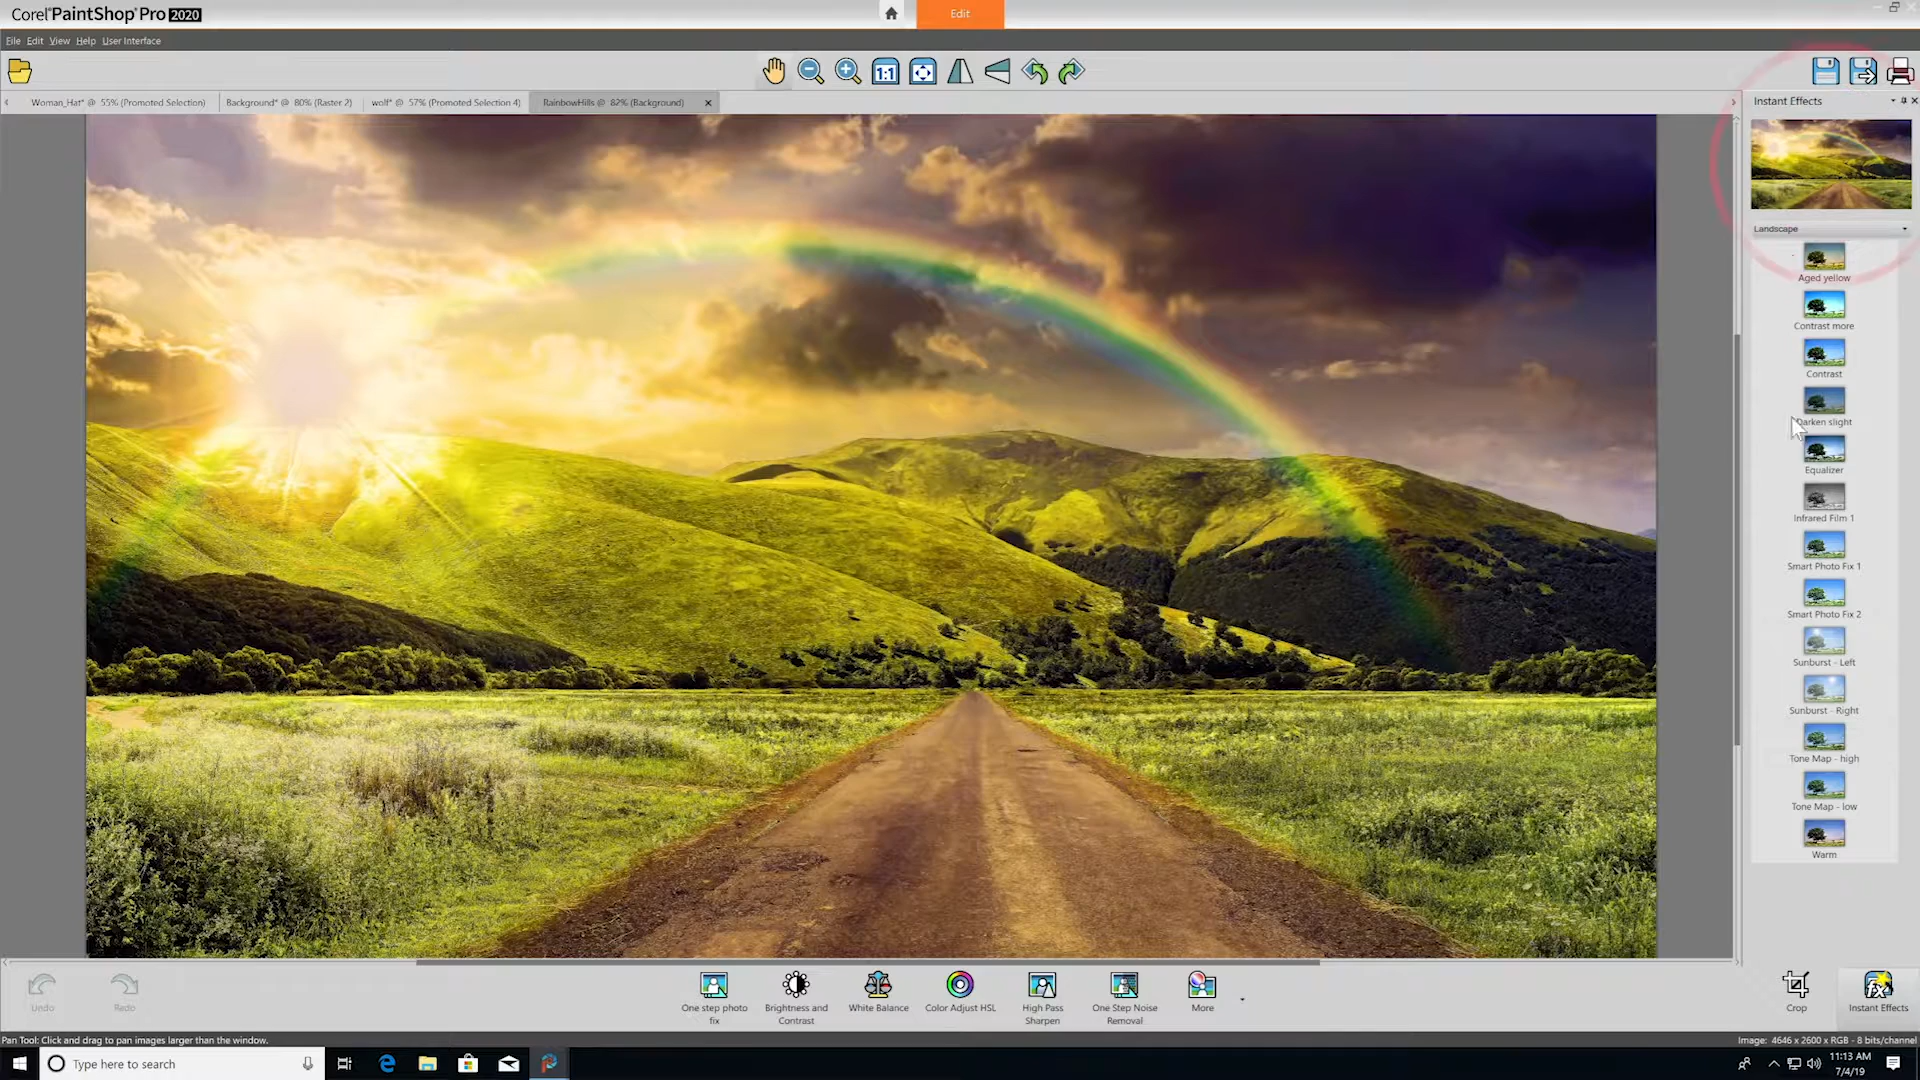 Corel® PaintShop® Pro 2020
Edit
File Edit View Help User Interface
1:1
Woman_Hat* @ 55% (Promoted Selection)
Background* @ 80% (Raster 2)
wolf* @ 57% (Promoted Selection 4)
RainbowHills @ 82% (Background)
Instant Effects
Landscape
Aged yellow
Contrast more
Contrast
Darken slight
Equalizer
Infrared Film 1
Smart Photo Fix 1
Smart Photo Fix 2
Sunburst - Left
Sunburst - Right
Tone Map - high
Tone Map - low
Warm
Undo
Redo
One step photo
fix
Brightness and
Contrast
White Balance
Color Adjust HSL
High Pass
Sharpen
One Step Noise
Removal
More
Crop
fx
Instant Effects
Pan Tool: Click and drag to pan images larger than the window.
Image: 4646 x 2600 x RGB - 8 bits/channel
Type here to search
11:13 AM
7/4/19